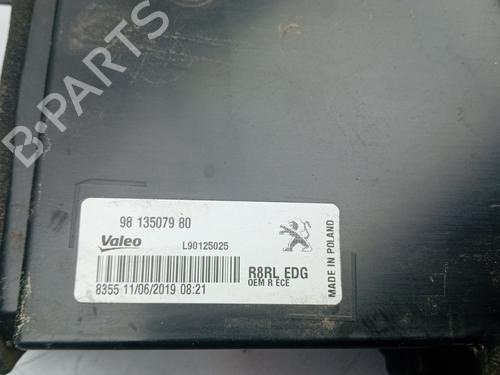 B-PARTS
98 135079 80
Valeo L90125025
R8RL EDG
OEM R ECE
8355 11/06/2019 08:21
MADE IN POLAND